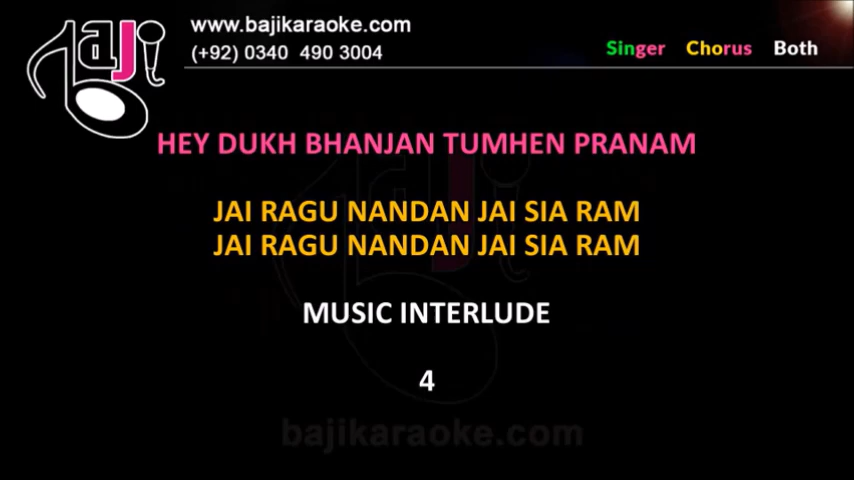 www.bajikaraoke.com
(+92) 0340 490 3004
Singer Chorus Both
baji
HEY DUKH BHANJAN TUMHEN PRANAM
JAI RAGU NANDAN JAI SIA RAM
JAI RAGU NANDAN JAI SIA RAM
MUSIC INTERLUDE
4
bajikaraoke.com